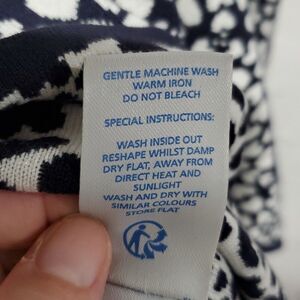 GENTLE MACHINE WASH
WARM IRON
DO NOT BLEACH
SPECIAL INSTRUCTIONS:
WASH INSIDE OUT
RESHAPE WHILST DAMP
DRY FLAT, AWAY FROM
DIRECT HEAT AND
SUNLIGHT
WASH AND DRY WITH
SIMILAR COLOURS
STORE FLAT